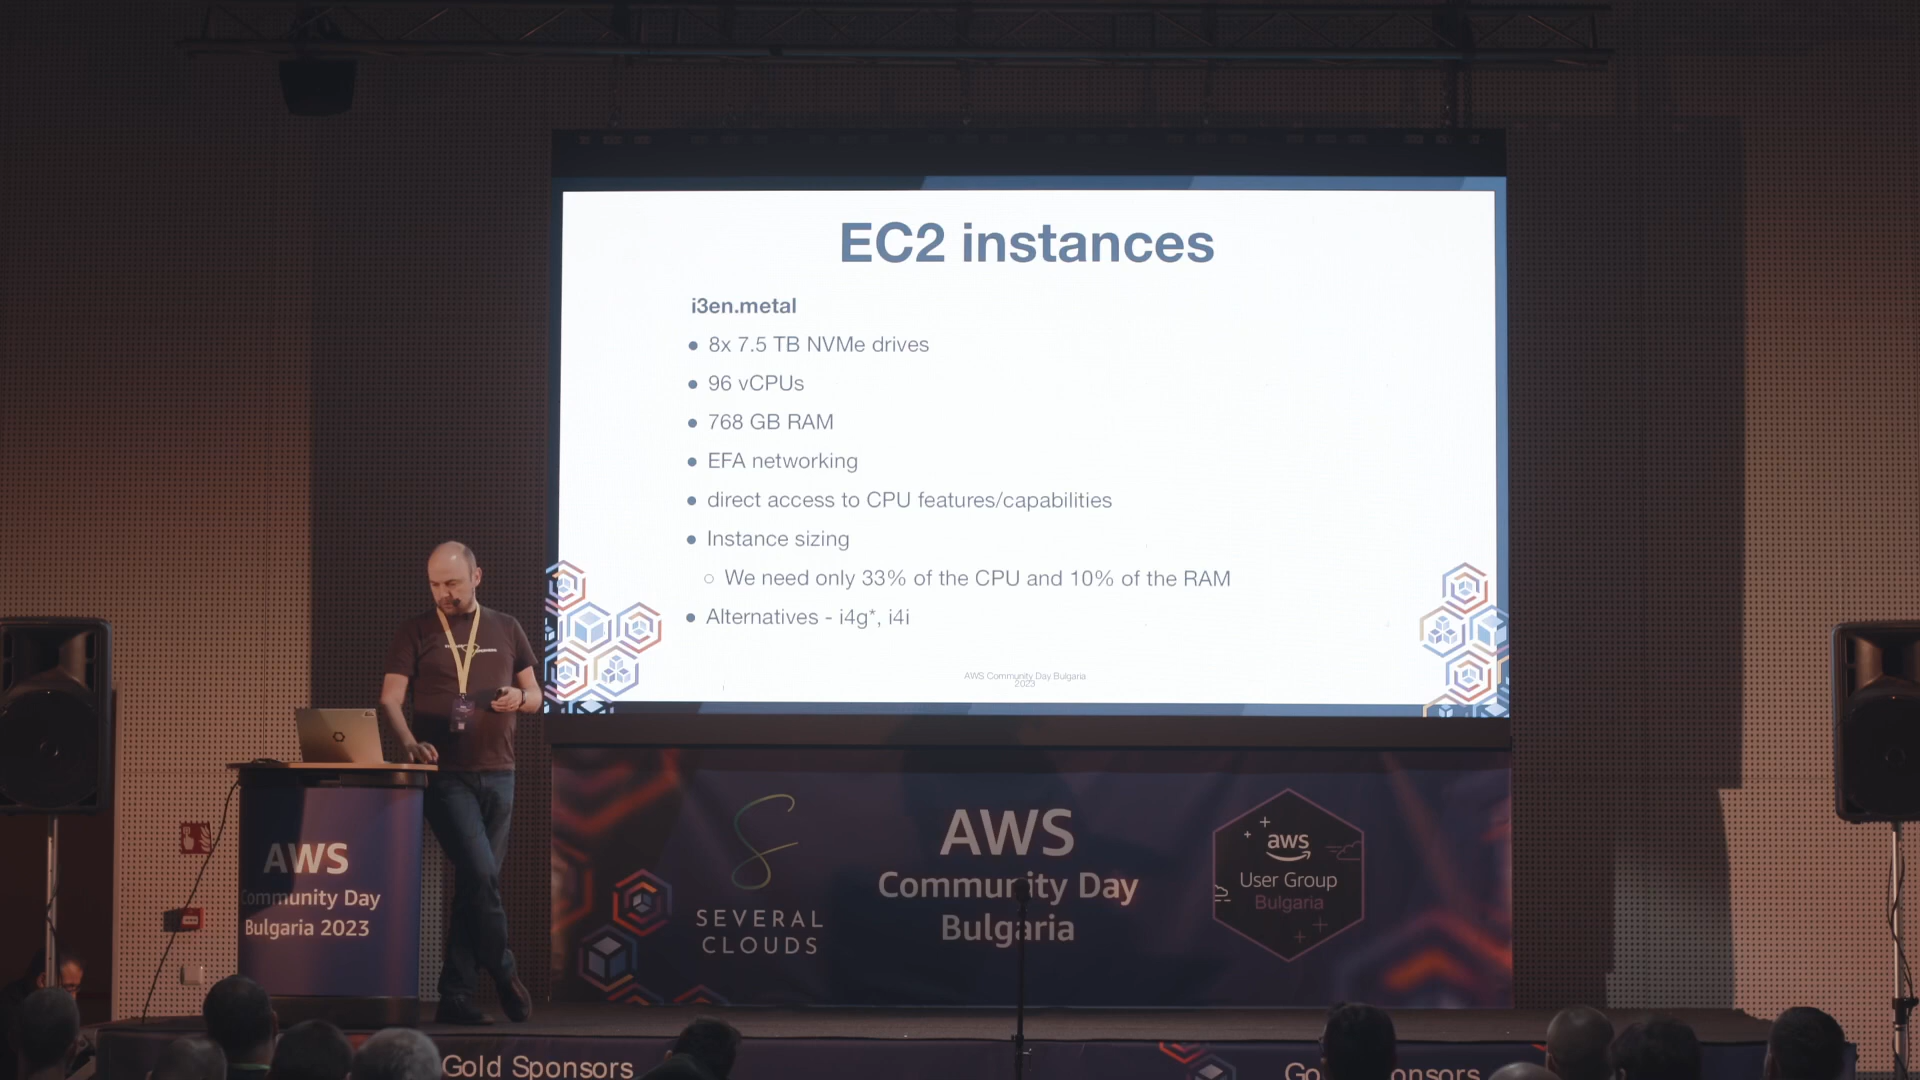 EC2 instances
i3en.metal
● 8x 7.5 TB NVMe drives
● 96 vCPUs
● 768 GB RAM
● EFA networking
● direct access to CPU features/capabilities
● Instance sizing
○ We need only 33% of the CPU and 10% of the RAM
● Alternatives - i4g*, i4i
AWS Community Day Bulgaria
2023
AWS
Community Day
Bulgaria 2023
SEVERAL
CLOUDS
AWS
Community Day
Bulgaria
aws
User Group
Bulgaria
Gold Sponsors
Gold Sponsors